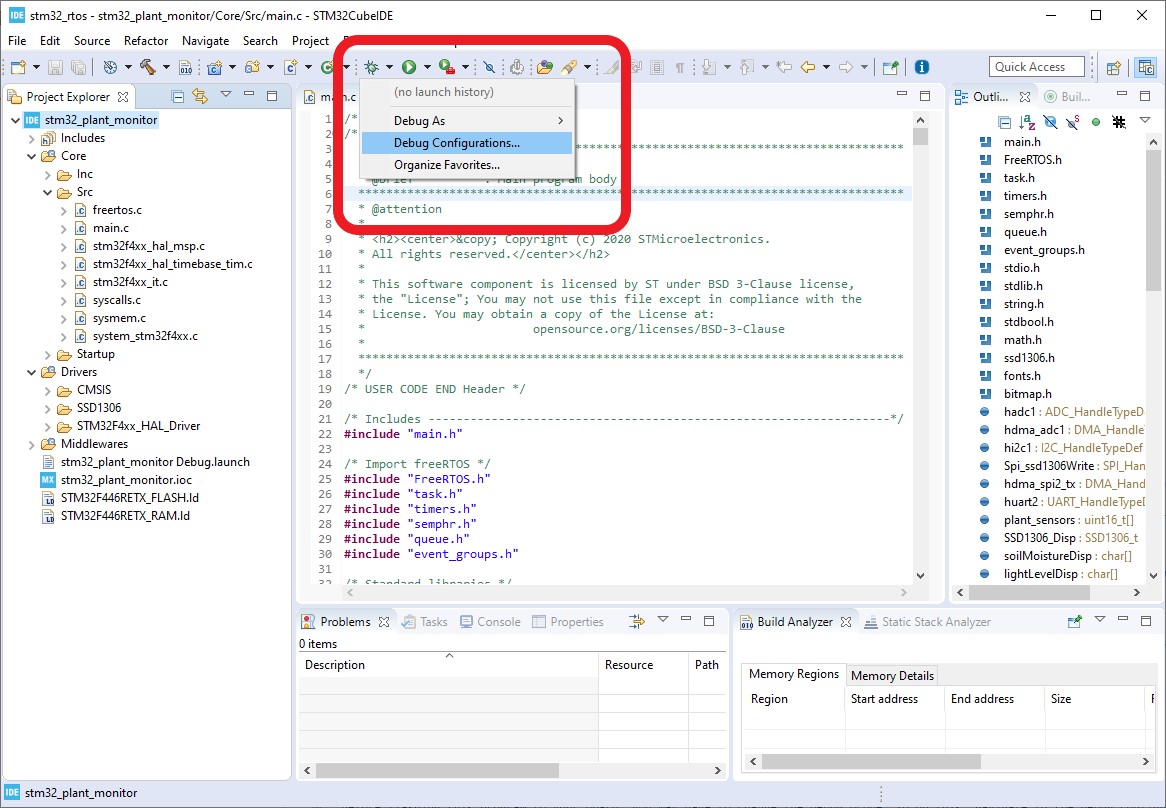 IDE stm32_rtos - stm32_plant_monitor/Core/Src/main.c - STM32CubeIDE
File Edit Source Refactor Navigate Search Project
Quick Access
Project Explorer
IDE stm32_plant_monitor
Includes
Core
Inc
Src
freertos.c
main.c
stm32f4xx_hal_msp.c
stm32f4xx_hal_timebase_tim.c
stm32f4xx_it.c
syscalls.c
sysmem.c
system_stm32f4xx.c
Startup
Drivers
CMSIS
SSD1306
STM32F4xx_HAL_Driver
Middlewares
stm32_plant_monitor Debug.launch
MX stm32_plant_monitor.ioc
STM32F446RETX_FLASH.ld
STM32F446RETX_RAM.ld
main.c
(no launch history)
Debug As
Debug Configurations...
Organize Favorites...
1 /*
2 /*
3 ******************************************************************************
4
5 * @brief : Main program body
6 ******************************************************************************
7 * @attention
8 *
9 * <h2><center>&copy; Copyright (c) 2020 STMicroelectronics.
10 * All rights reserved.</center></h2>
11 *
12 * This software component is licensed by ST under BSD 3-Clause license,
13 * the "License"; You may not use this file except in compliance with the
14 * License. You may obtain a copy of the License at:
15 * opensource.org/licenses/BSD-3-Clause
16 *
17 ******************************************************************************
18 */
19 /* USER CODE END Header */
20
21 /* Includes ------------------------------------------------------------------*/
22 #include "main.h"
23
24 /* Import freeRTOS */
25 #include "FreeRTOS.h"
26 #include "task.h"
27 #include "timers.h"
28 #include "semphr.h"
29 #include "queue.h"
30 #include "event_groups.h"
31
32 /* Standard libraries */
Outli...
Buil...
main.h
FreeRTOS.h
task.h
timers.h
semphr.h
queue.h
event_groups.h
stdio.h
stdlib.h
string.h
stdbool.h
math.h
ssd1306.h
fonts.h
bitmap.h
hadc1 : ADC_HandleTypeD
hdma_adc1 : DMA_Handle
hi2c1 : I2C_HandleTypeDef
Spi_ssd1306Write : SPI_Han
hdma_spi2_tx : DMA_Hand
huart2 : UART_HandleTypeD
plant_sensors : uint16_t[]
SSD1306_Disp : SSD1306_t
soilMoistureDisp : char[]
lightLevelDisp : char[]
Problems Tasks Console Properties
0 items
Description Resource Path
Build Analyzer Static Stack Analyzer
Memory Regions Memory Details
Region Start address End address Size
IDE stm32_plant_monitor